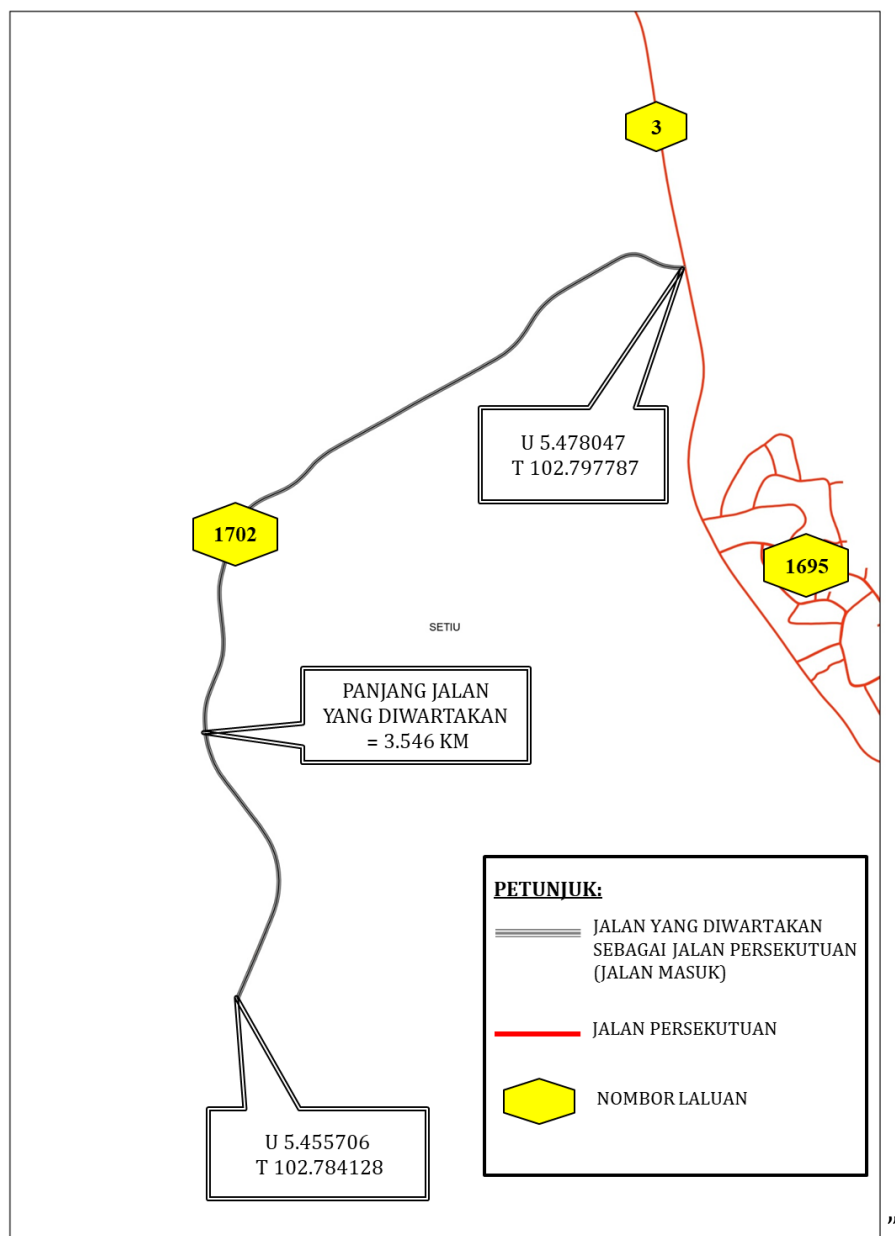 3
U 5.478047
T 102.797787
1702
1695
SETIU
PANJANG JALAN
YANG DIWARTAKAN
= 3.546 KM
PETUNJUK:
JALAN YANG DIWARTAKAN
SEBAGAI JALAN PERSEKUTUAN
(JALAN MASUK)
JALAN PERSEKUTUAN
NOMBOR LALUAN
U 5.455706
T 102.784128
”